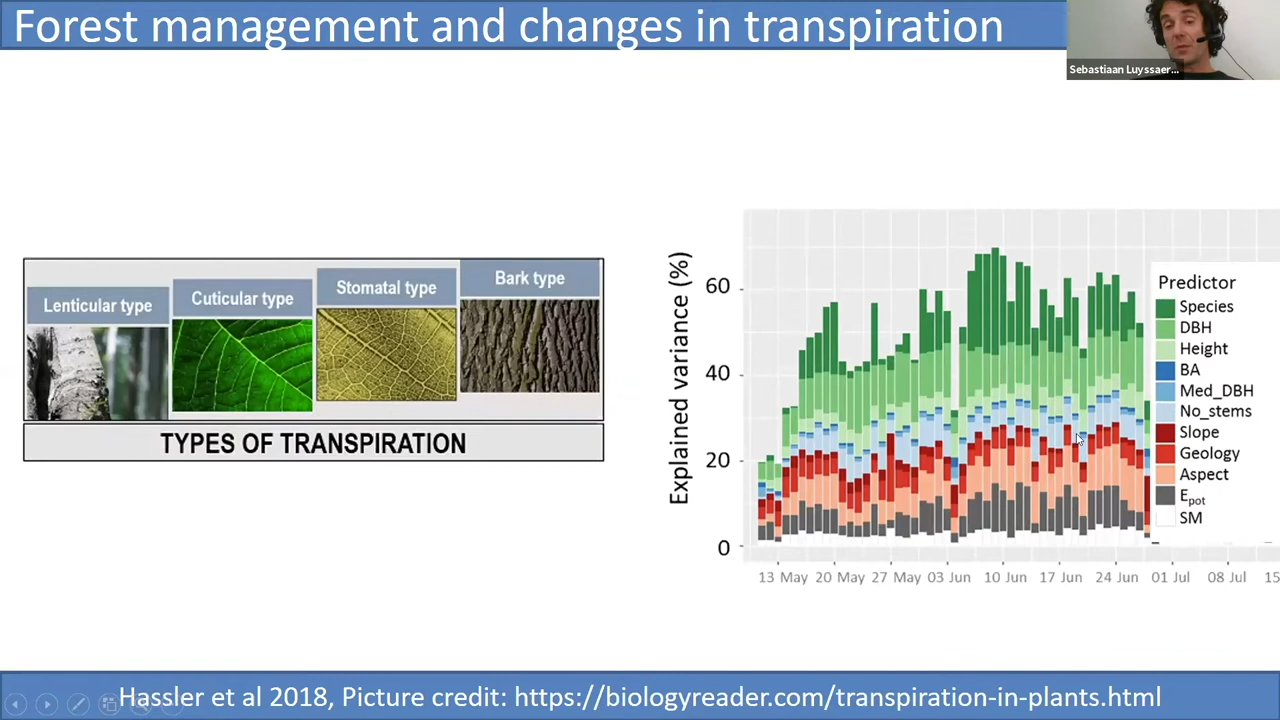 Forest management and changes in transpiration
Sebastiaan Luyssaer...
Lenticular type
Cuticular type
Stomatal type
Bark type
TYPES OF TRANSPIRATION
Explained variance (%)
60
40
20
0
13 May 20 May 27 May 03 Jun 10 Jun 17 Jun 24 Jun 01 Jul 08 Jul 15
Predictor
Species
DBH
Height
BA
Med_DBH
No_stems
Slope
Geology
Aspect
Epot
SM
Hassler et al 2018, Picture credit: https://biologyreader.com/transpiration-in-plants.html